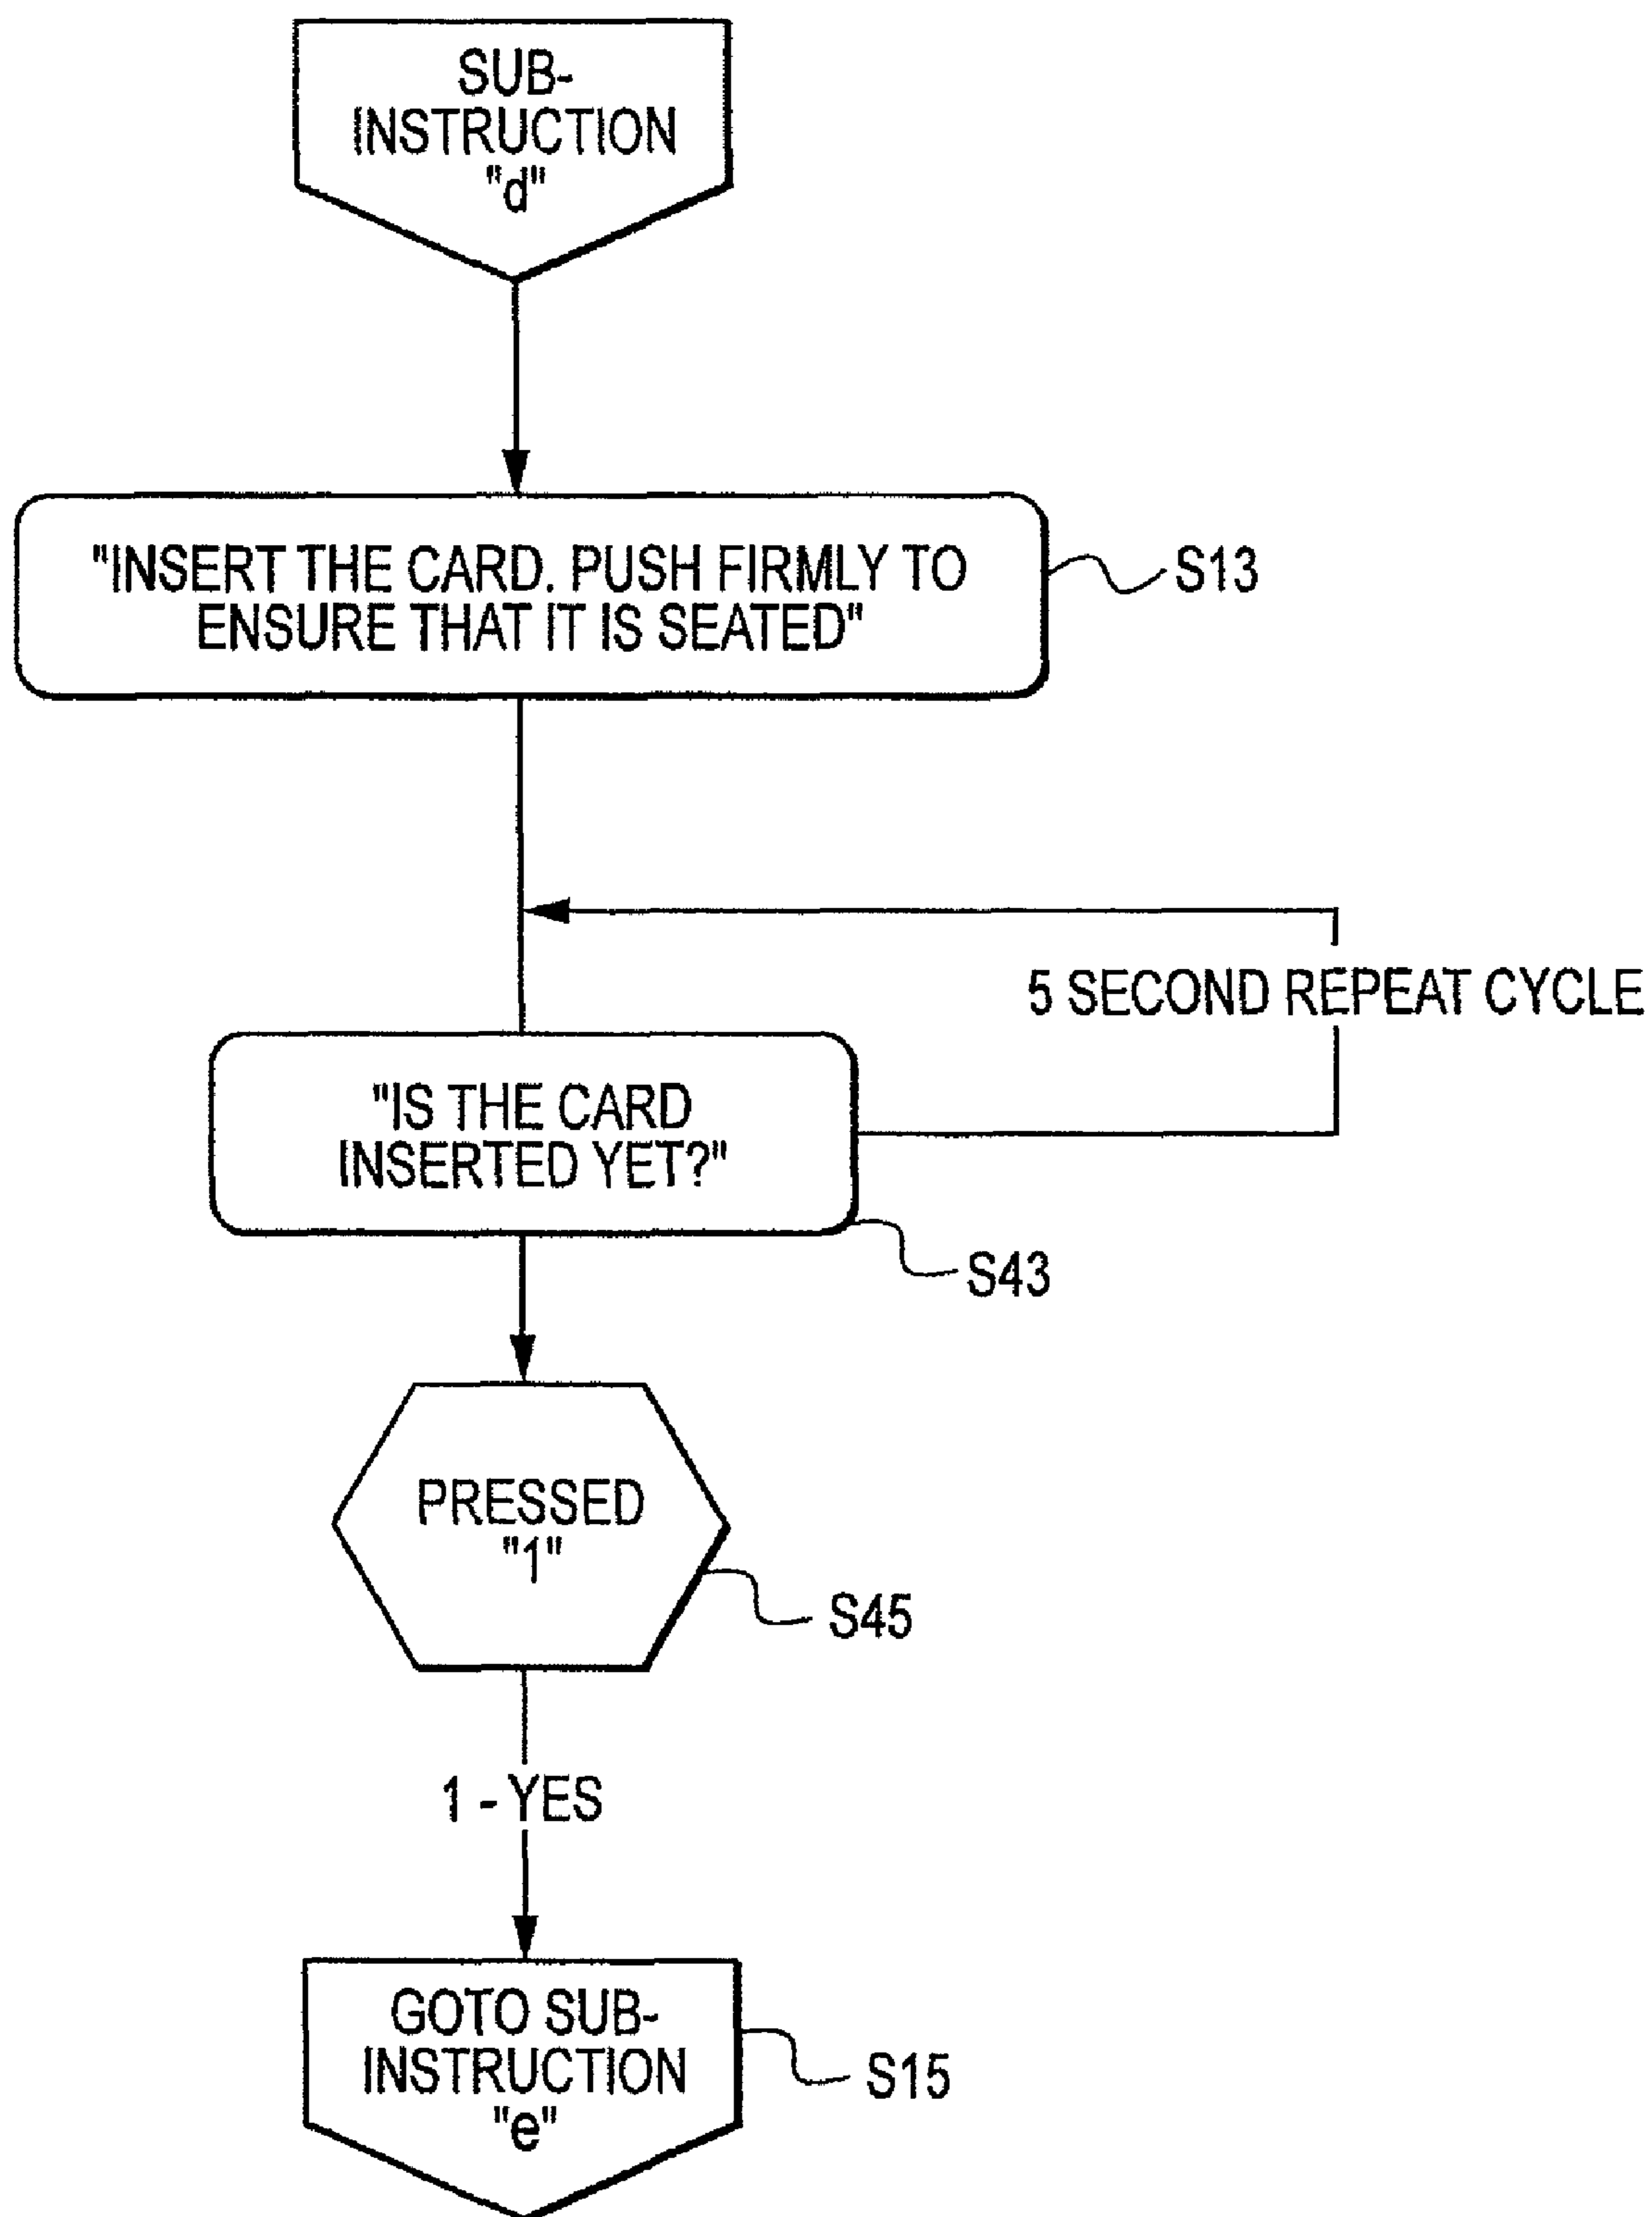 SUB-
INSTRUCTION
"d"
"INSERT THE CARD. PUSH FIRMLY TO
ENSURE THAT IT IS SEATED"
S13
5 SECOND REPEAT CYCLE
"IS THE CARD
INSERTED YET?"
S43
PRESSED
"1"
S45
1 - YES
GOTO SUB-
INSTRUCTION
"e"
S15